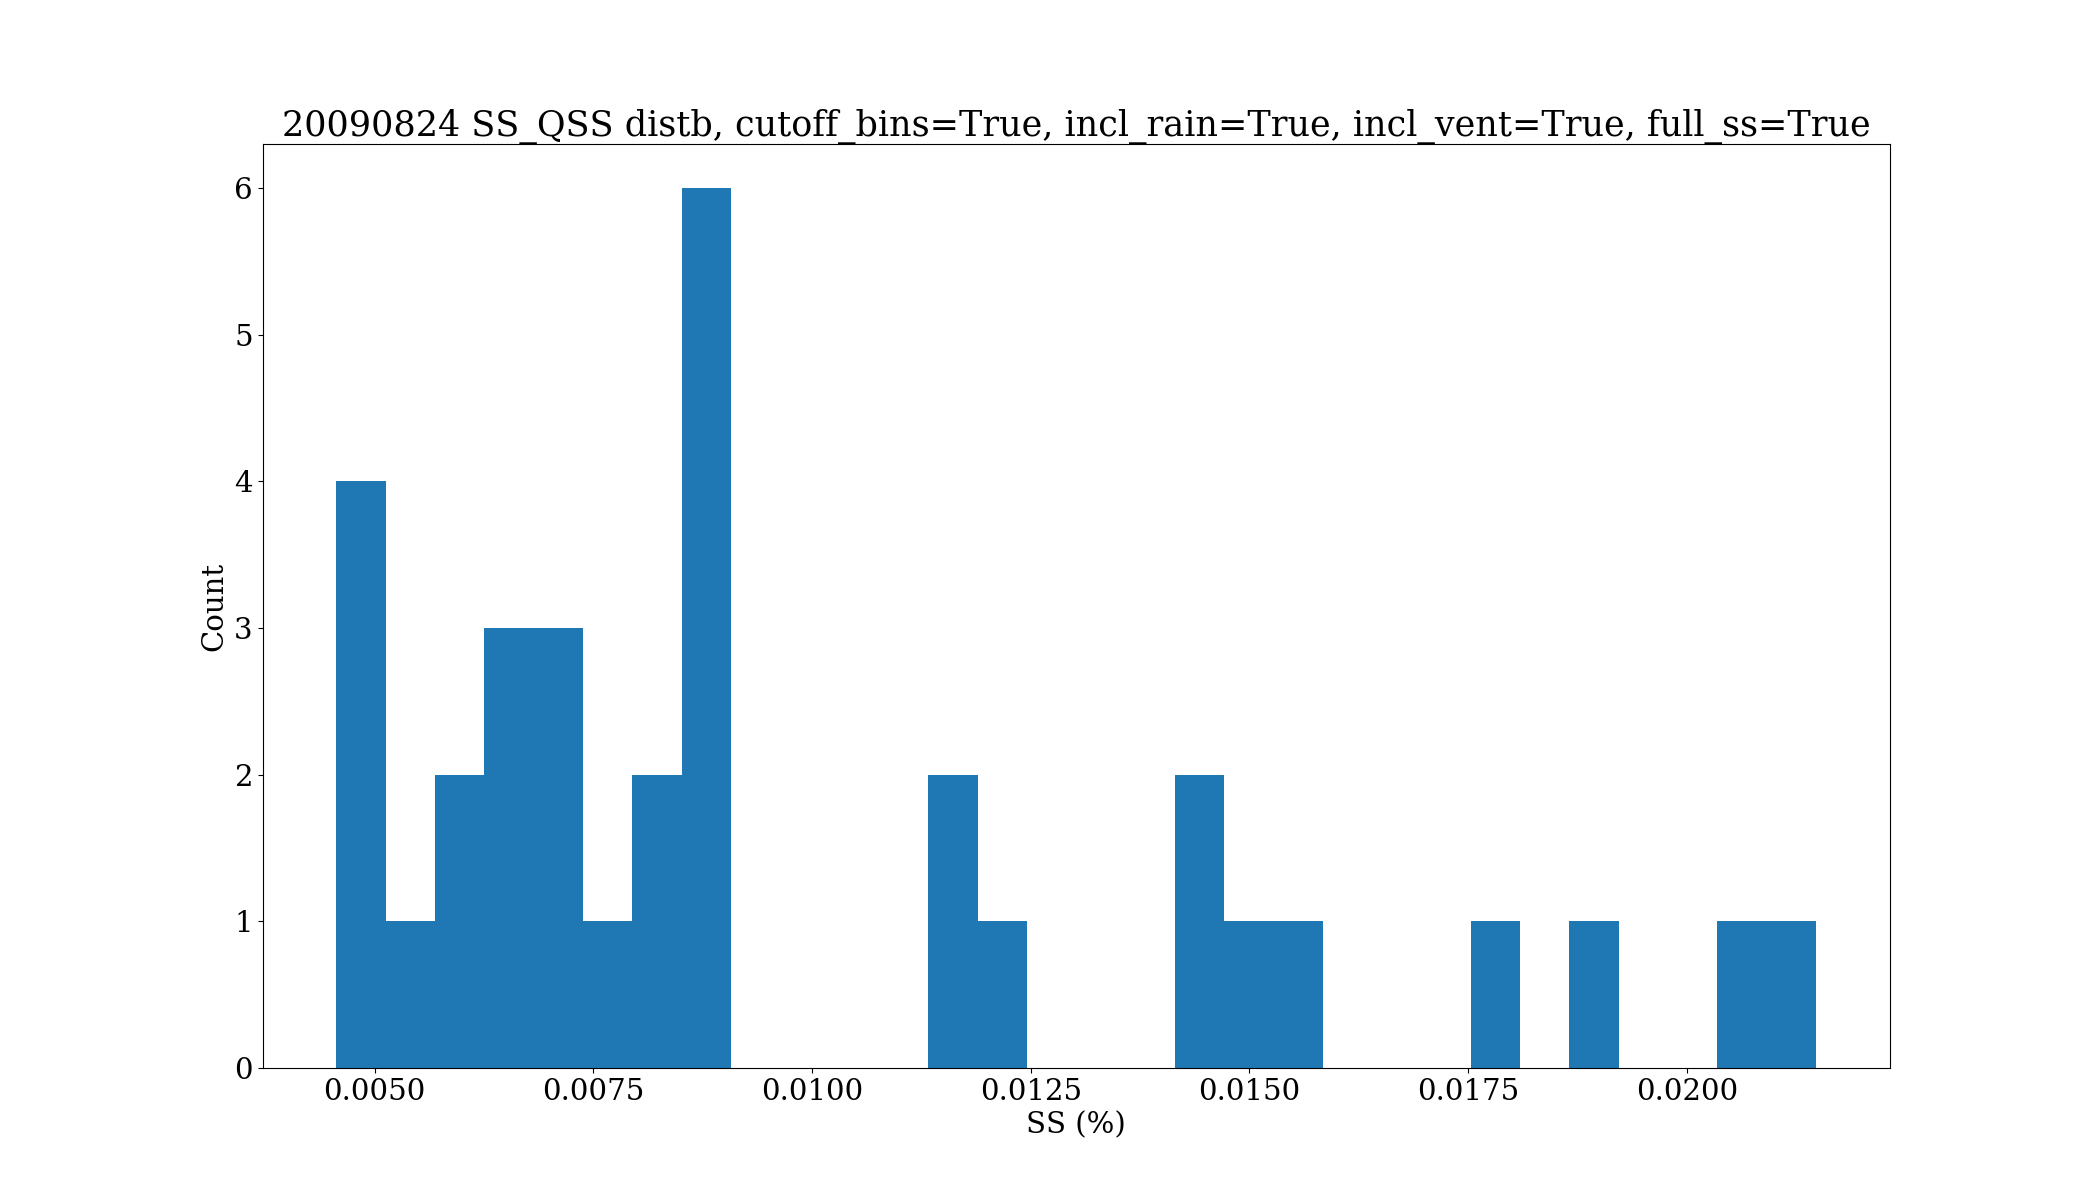 20090824 SS_QSS distb, cutoff_bins=True, incl_rain=True, incl_vent=True, full_ss=True
6
5
4
3
2
1
0
Count
0.0050 0.0075 0.0100 0.0125 0.0150 0.0175 0.0200
SS (%)